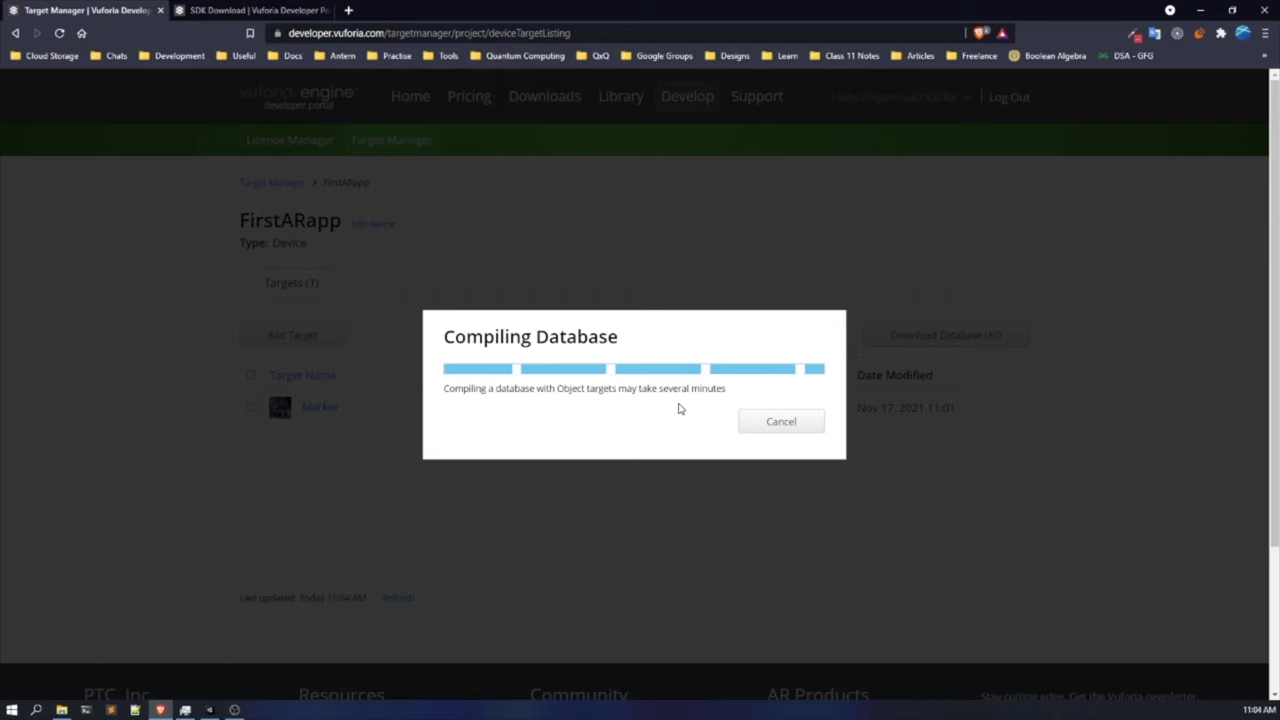 Target Manager | Vuforia Develop
SDK Download | Vuforia Developer Po
developer.vuforia.com/targetmanager/project/deviceTargetListing
Cloud Storage Chats Development Useful Docs Antern Practise Tools Quantum Computing QxQ Google Groups Designs Learn Class 11 Notes Articles Freelance Boolean Algebra DSA - GFG
vuforia engine
developer portal
Home Pricing Downloads Library Develop Support Log Out
License Manager Target Manager
Target Manager > FirstARapp
FirstARapp Edit Name
Type: Device
Targets (1)
Add Target Download Database (All)
Compiling Database
Compiling a database with Object targets may take several minutes
Cancel
Target Name Date Modified
Marker Nov 17, 2021 11:01
Last updated: Today 11:04 AM Refresh
PTC, Inc. Resources Community AR Products Stay cutting edge. Get the Vuforia newsletter.
11:04 AM